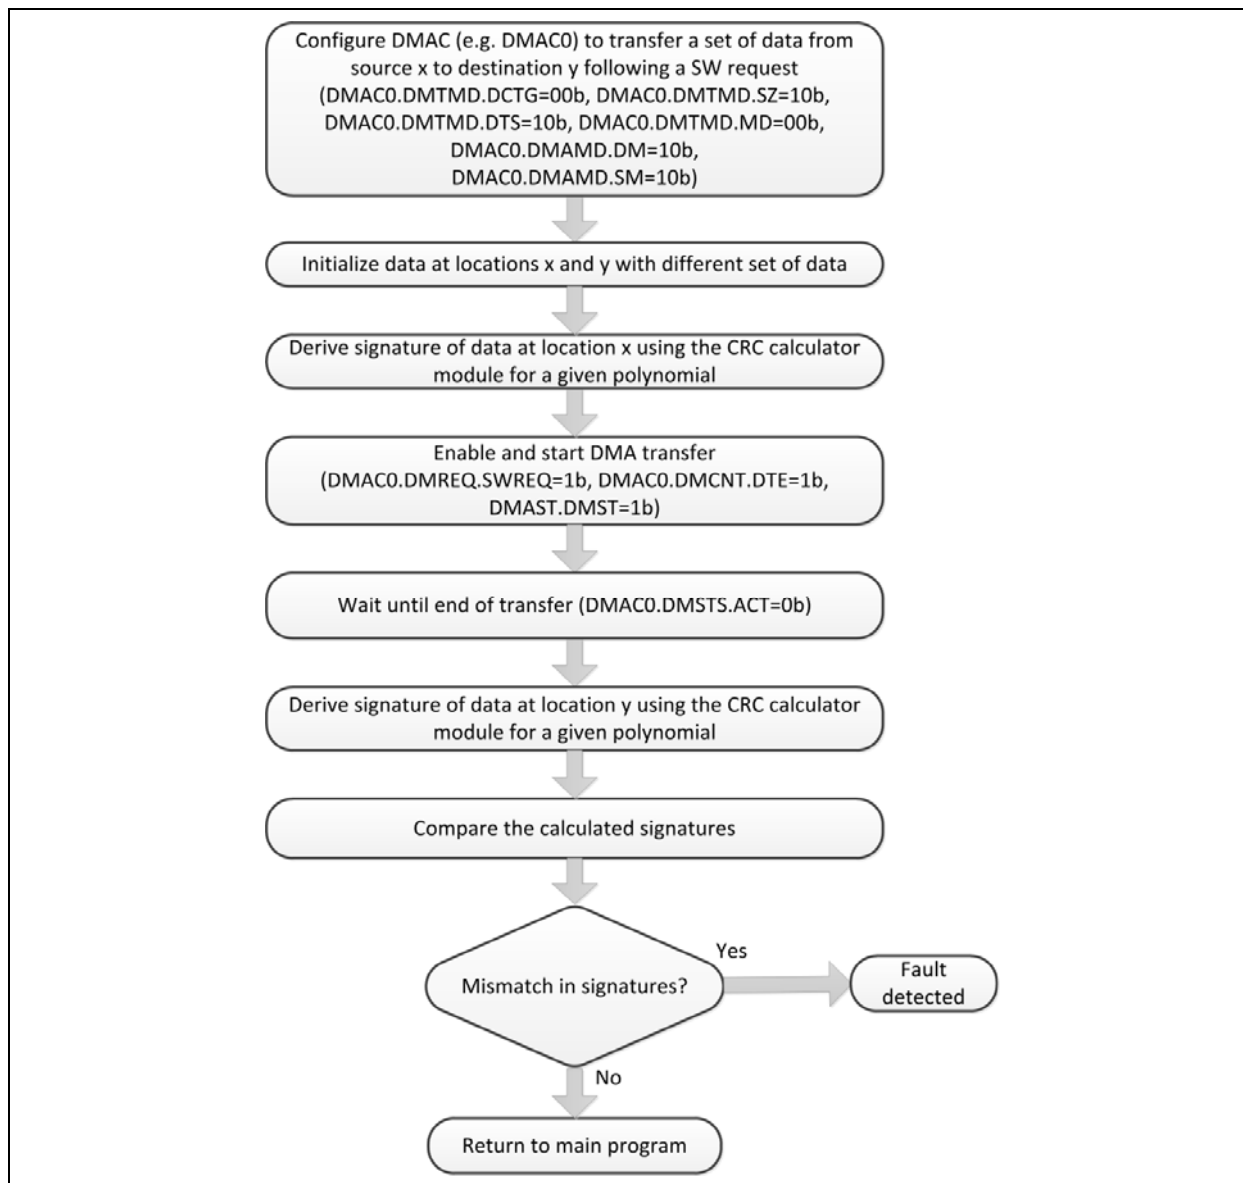 Configure DMAC (e.g. DMAC0) to transfer a set of data from
source x to destination y following a SW request
(DMAC0.DMTMD.DCTG=00b, DMAC0.DMTMD.SZ=10b,
DMAC0.DMTMD.DTS=10b, DMAC0.DMTMD.MD=00b,
DMAC0.DMAMD.DM=10b,
DMAC0.DMAMD.SM=10b)
Initialize data at locations x and y with different set of data
Derive signature of data at location x using the CRC calculator
module for a given polynomial
Enable and start DMA transfer
(DMAC0.DMREQ.SWREQ=1b, DMAC0.DMCNT.DTE=1b,
DMAST.DMST=1b)
Wait until end of transfer (DMAC0.DMSTS.ACT=0b)
Derive signature of data at location y using the CRC calculator
module for a given polynomial
Compare the calculated signatures
Mismatch in signatures?
Yes
Fault
detected
No
Return to main program